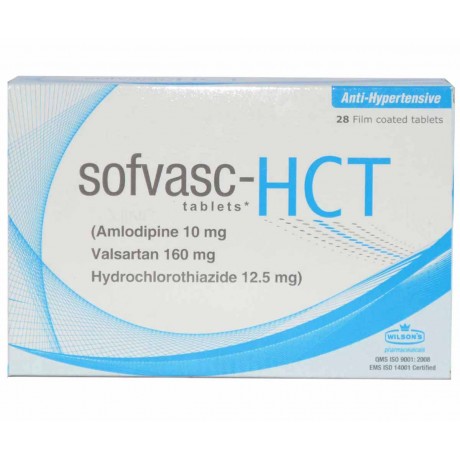 Anti-Hypertensive
28 Film coated tablets
sofvasc-HCT
tablets*
(Amlodipine 10 mg
Valsartan 160 mg
Hydrochlorothiazide 12.5 mg)
WILSON'S
pharmaceuticals
QMS ISO 9001: 2008
EMS ISO 14001 Certified